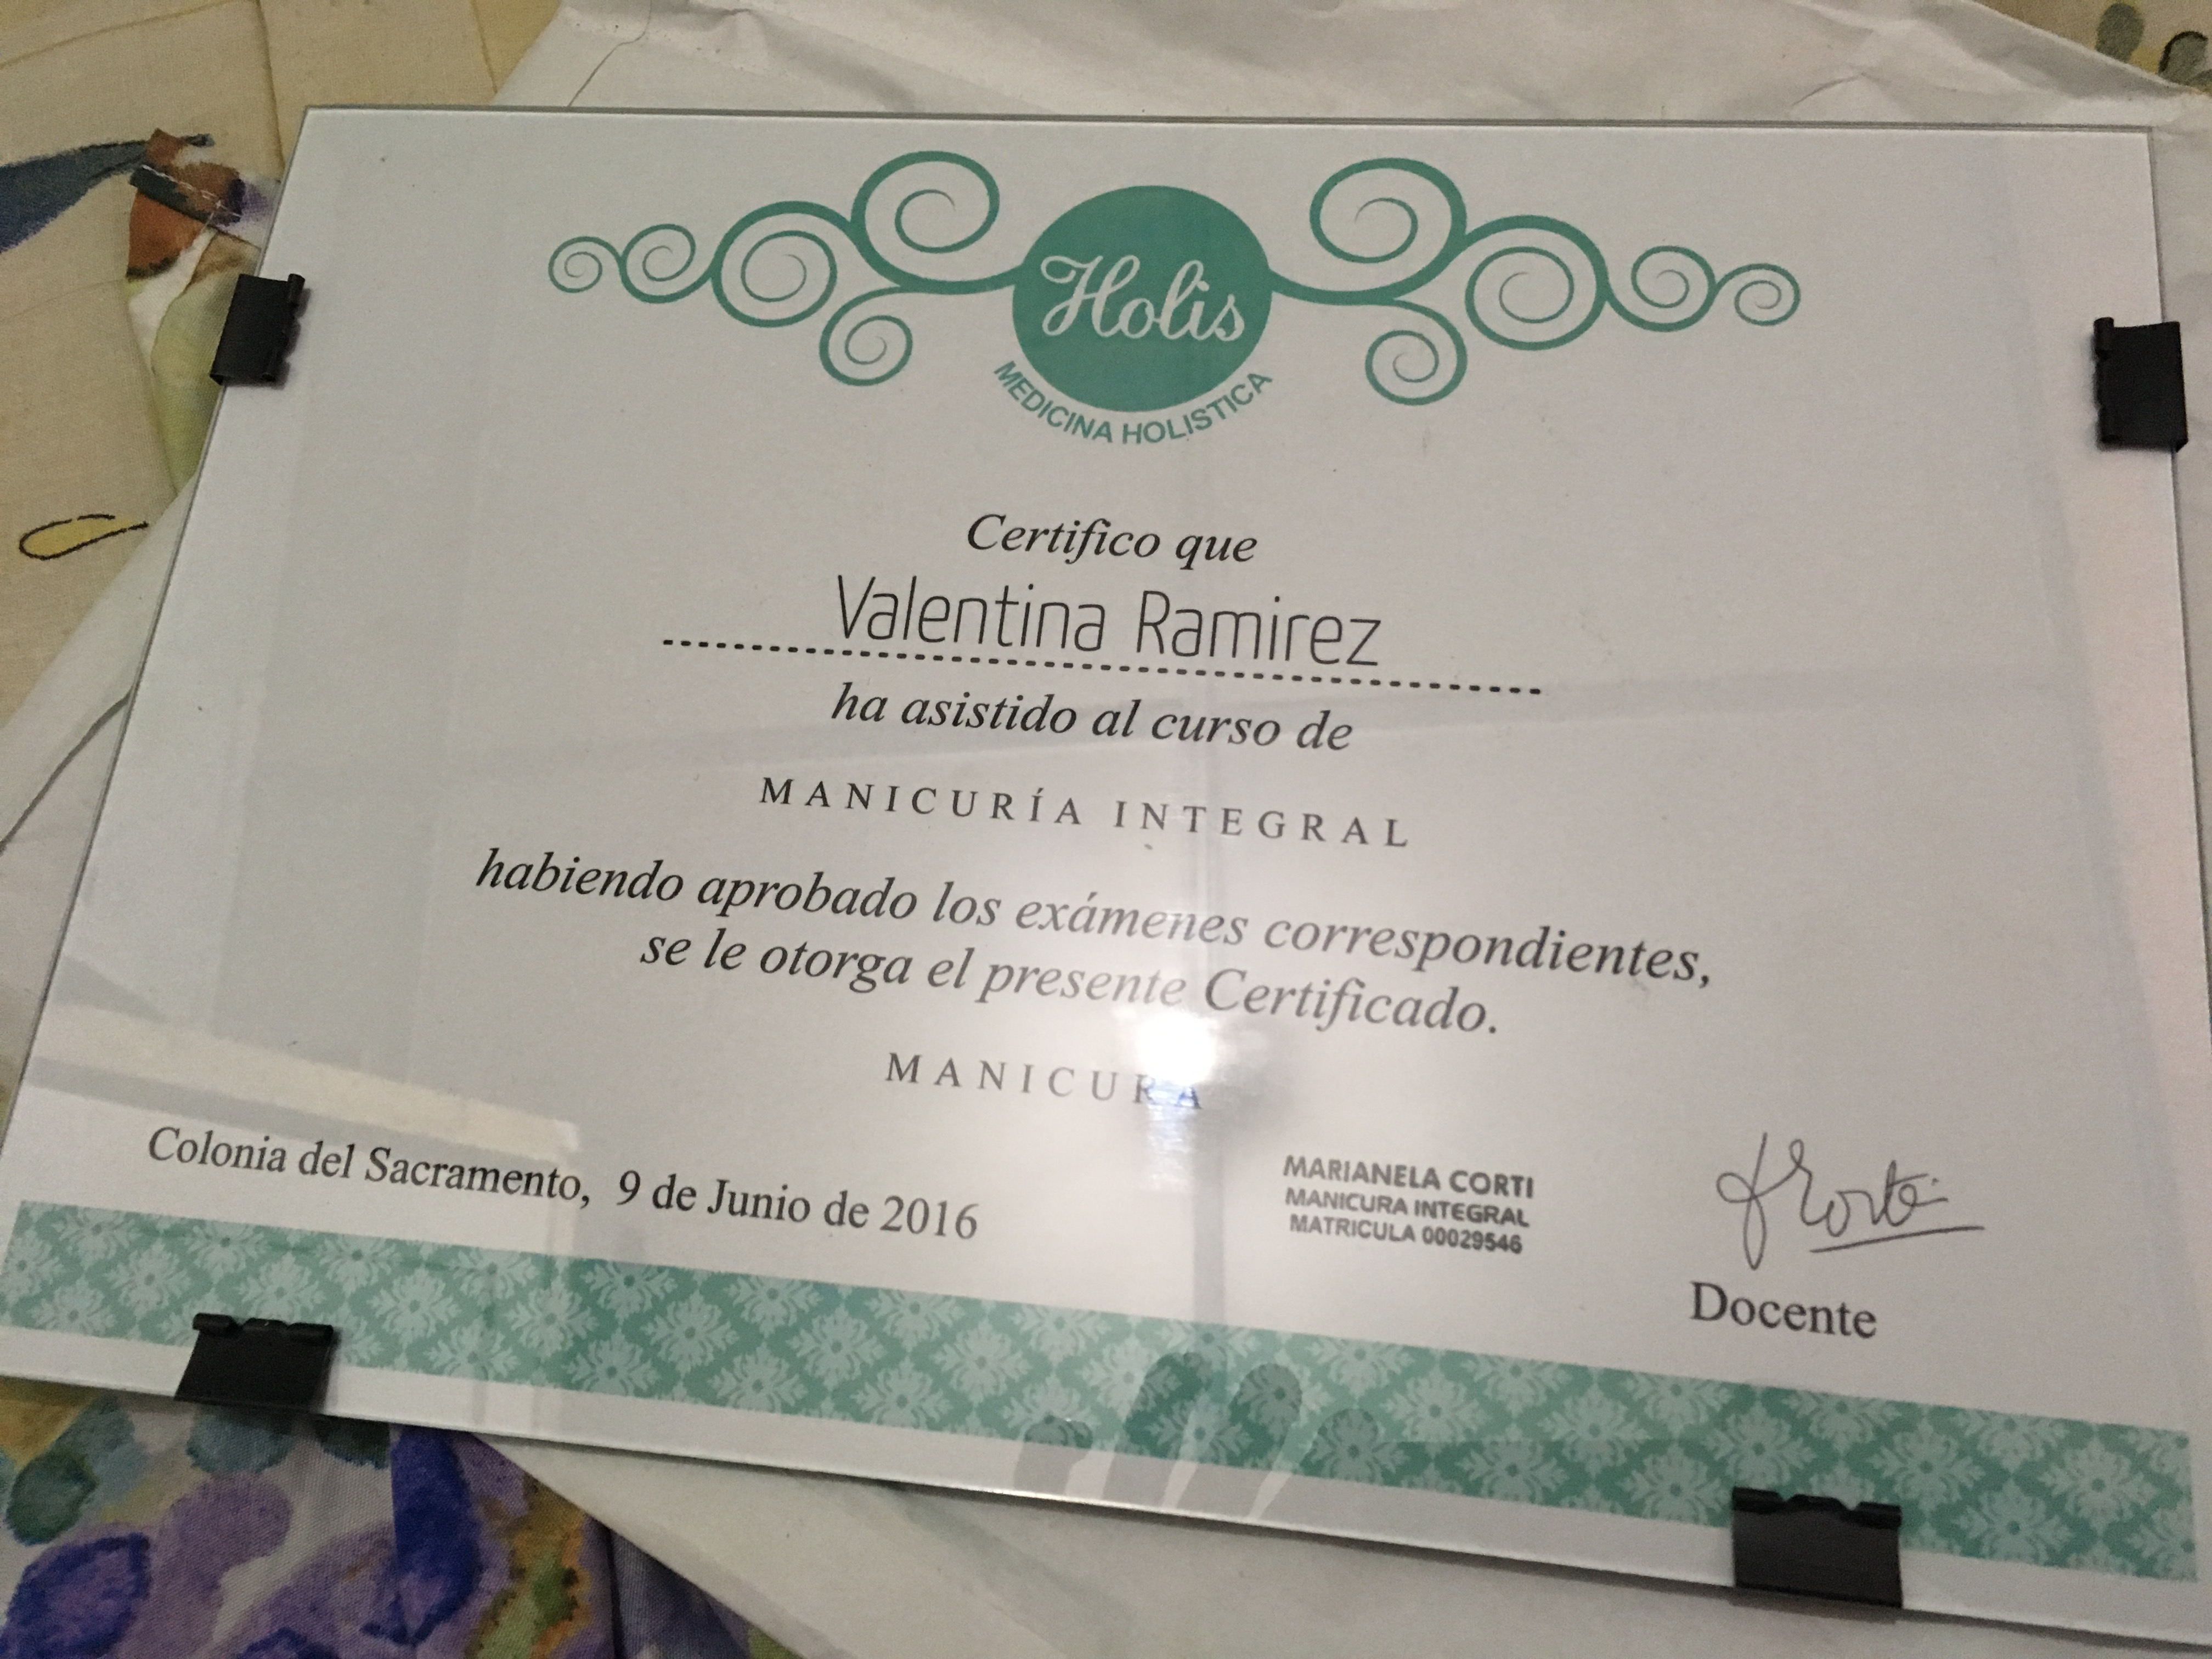 Holis
MEDICINA HOLISTICA
Certifico que
Valentina Ramirez
ha asistido al curso de
MANICURÍA INTEGRAL
habiendo aprobado los exámenes correspondientes,
se le otorga el presente Certificado.
MANICURA
Colonia del Sacramento, 9 de Junio de 2016
MARIANELA CORTI
MANICURA INTEGRAL
MATRICULA 00029546
Docente